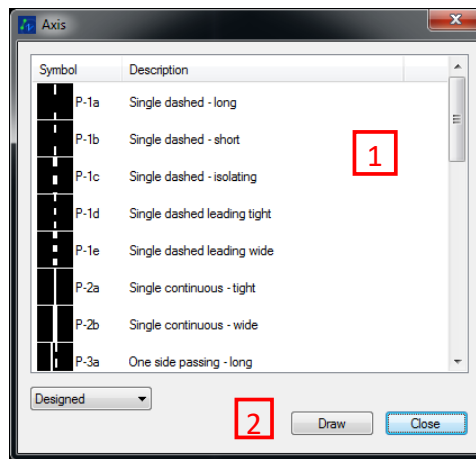 Axis
Symbol Description
P-1a Single dashed - long
P-1b Single dashed - short
1
P-1c Single dashed - isolating
P-1d Single dashed leading tight
P-1e Single dashed leading wide
P-2a Single continuous - tight
P-2b Single continuous - wide
P-3a One side passing - long
Designed
2 Draw Close